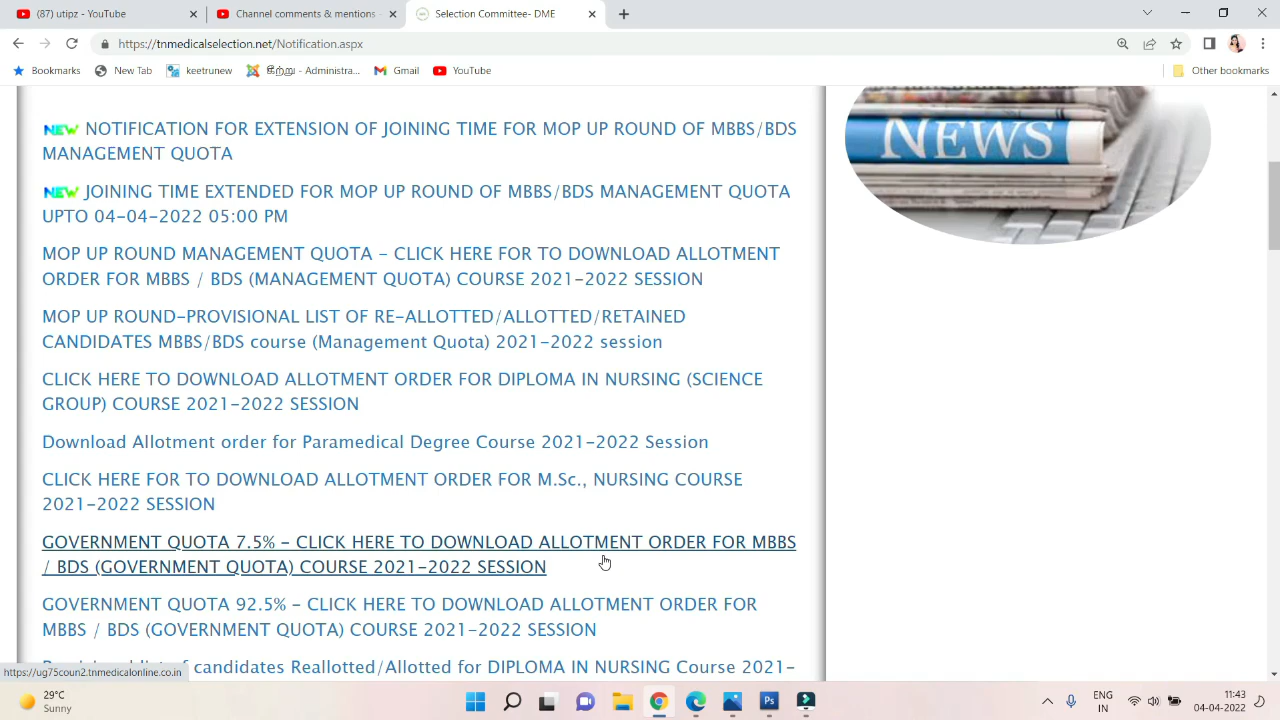 (87) utipz - YouTube
Channel comments & mentions -
Selection Committee- DME
https://tnmedicalselection.net/Notification.aspx
Bookmarks
New Tab
keetrunew
Administra...
Gmail
YouTube
Other bookmarks
NEW NOTIFICATION FOR EXTENSION OF JOINING TIME FOR MOP UP ROUND OF MBBS/BDS
MANAGEMENT QUOTA
NEW JOINING TIME EXTENDED FOR MOP UP ROUND OF MBBS/BDS MANAGEMENT QUOTA
UPTO 04-04-2022 05:00 PM
MOP UP ROUND MANAGEMENT QUOTA - CLICK HERE FOR TO DOWNLOAD ALLOTMENT
ORDER FOR MBBS / BDS (MANAGEMENT QUOTA) COURSE 2021-2022 SESSION
MOP UP ROUND-PROVISIONAL LIST OF RE-ALLOTTED/ALLOTTED/RETAINED
CANDIDATES MBBS/BDS course (Management Quota) 2021-2022 session
CLICK HERE TO DOWNLOAD ALLOTMENT ORDER FOR DIPLOMA IN NURSING (SCIENCE
GROUP) COURSE 2021-2022 SESSION
Download Allotment order for Paramedical Degree Course 2021-2022 Session
CLICK HERE FOR TO DOWNLOAD ALLOTMENT ORDER FOR M.Sc., NURSING COURSE
2021-2022 SESSION
GOVERNMENT QUOTA 7.5% - CLICK HERE TO DOWNLOAD ALLOTMENT ORDER FOR MBBS
/ BDS (GOVERNMENT QUOTA) COURSE 2021-2022 SESSION
GOVERNMENT QUOTA 92.5% - CLICK HERE TO DOWNLOAD ALLOTMENT ORDER FOR
MBBS / BDS (GOVERNMENT QUOTA) COURSE 2021-2022 SESSION
candidates Reallotted/Allotted for DIPLOMA IN NURSING Course 2021-
NEWS
https://ug75coun2.tnmedicalonline.co.in
29°C
Sunny
ENG
IN
11:43
04-04-2022